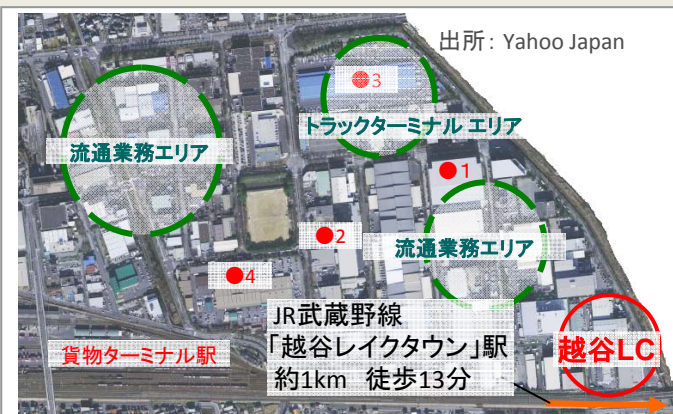 出所: Yahoo Japan
●3
トラックターミナル エリア
流通業務エリア
●1
●2
流通業務エリア
●4
JR武蔵野線
「越谷レイクタウン」駅
約1km 徒歩13分
貨物ターミナル駅
越谷LC